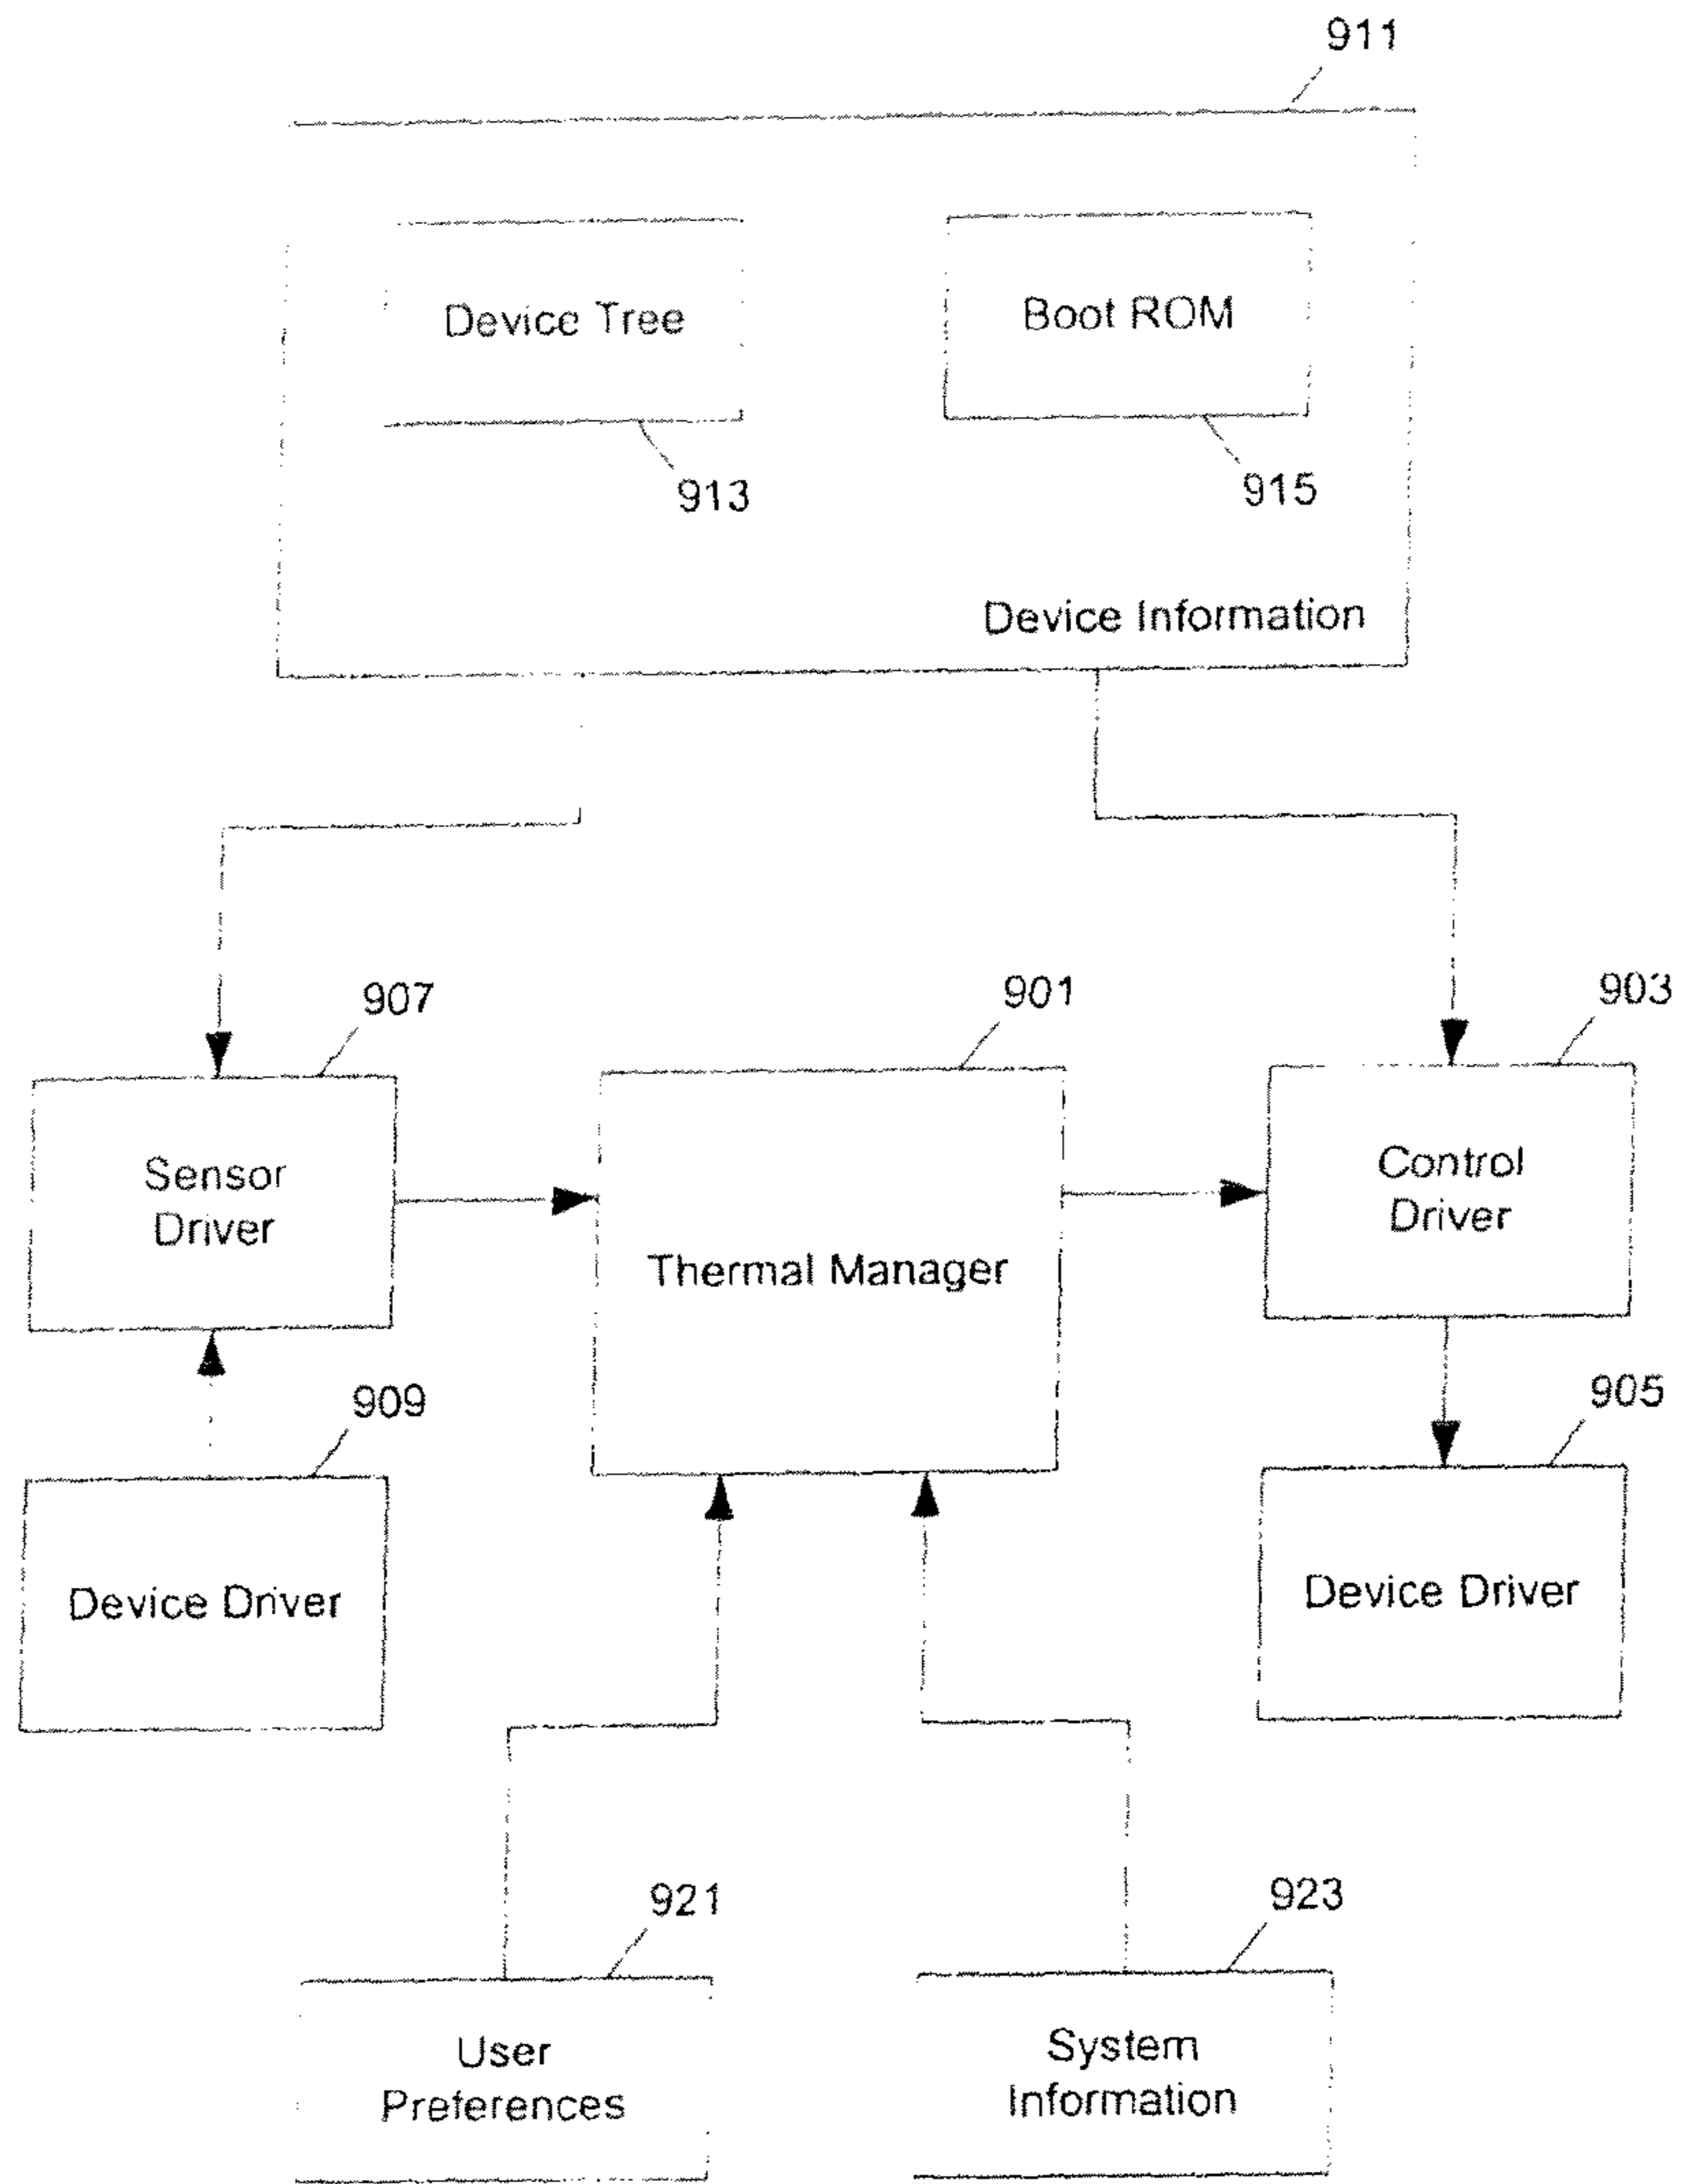 911
Device Tree
Boot ROM
913
915
Device Information
907
901
903
Sensor
Driver
Thermal Manager
Control
Driver
909
905
Device Driver
Device Driver
921
923
User
Preferences
System
Information